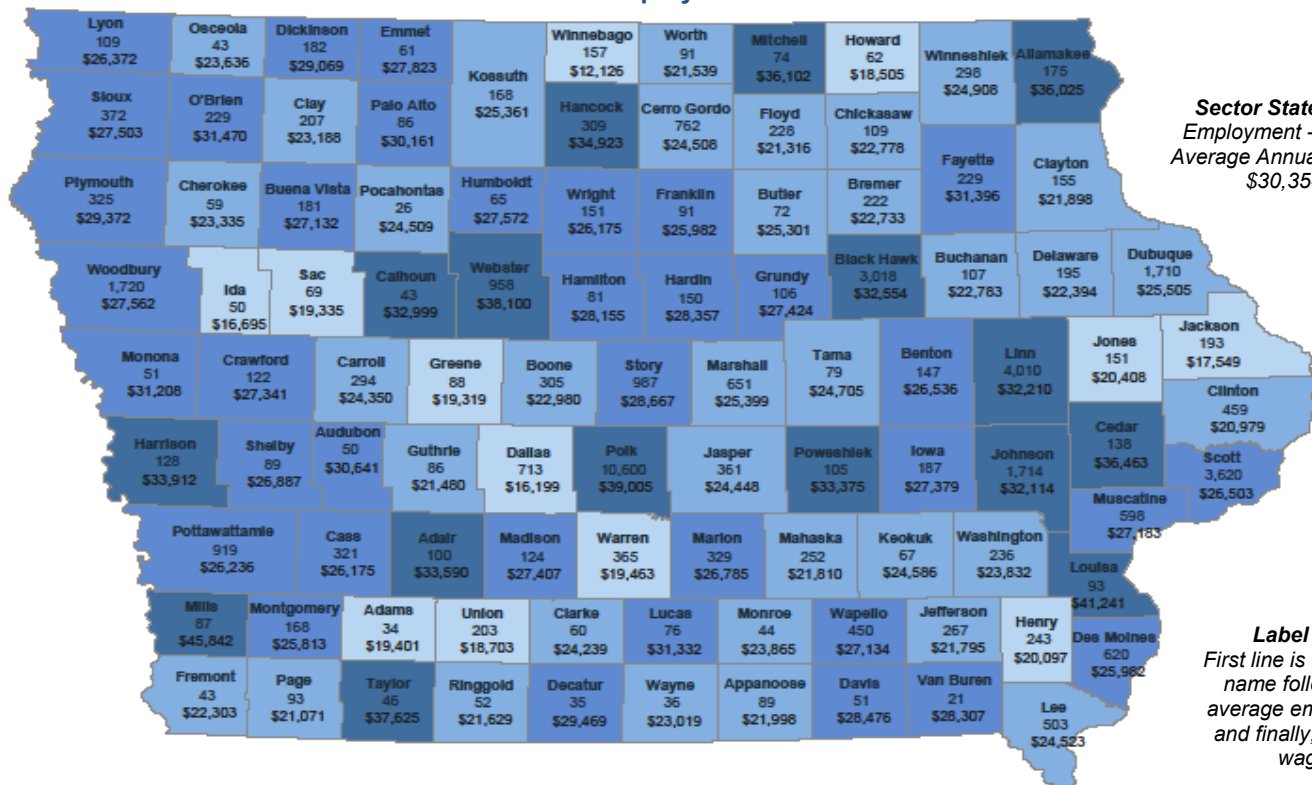 Lyon
109
$26,372
Osceola
43
$23,636
Dickinson
182
$29,069
Emmet
61
$27,823
Kossuth
168
$25,361
Winnebago
157
$12,126
Worth
91
$21,539
Mitchell
74
$36,102
Howard
62
$18,505
Winneshiek
298
$24,908
Allamakee
175
$36,025
Sioux
372
$27,503
O'Brien
229
$31,470
Clay
207
$23,188
Palo Alto
86
$30,161
Hancock
309
$34,923
Cerro Gordo
762
$24,508
Floyd
228
$21,316
Chickasaw
109
$22,778
Fayette
229
$31,396
Clayton
155
$21,898
Plymouth
325
$29,372
Cherokee
59
$23,335
Buena Vista
181
$27,132
Pocahontas
26
$24,509
Humboldt
65
$27,572
Wright
151
$26,175
Franklin
91
$25,982
Butler
72
$25,301
Bremer
222
$22,733
Woodbury
1,720
$27,562
Ida
50
$16,695
Sac
69
$19,335
Calhoun
43
$32,999
Webster
958
$38,100
Hamilton
81
$28,155
Hardin
150
$28,357
Grundy
106
$27,424
Black Hawk
3,018
$32,554
Buchanan
107
$22,783
Delaware
195
$22,394
Dubuque
1,710
$25,505
Monona
51
$31,208
Crawford
122
$27,341
Carroll
294
$24,350
Greene
88
$19,319
Boone
305
$22,980
Story
987
$28,667
Marshall
651
$25,399
Tama
79
$24,705
Benton
147
$26,536
Linn
4,010
$32,210
Jones
151
$20,408
Jackson
193
$17,549
Clinton
459
$20,979
Harrison
128
$33,912
Shelby
89
$26,887
Audubon
50
$30,641
Guthrie
86
$21,480
Dallas
713
$16,199
Polk
10,600
$39,005
Jasper
361
$24,448
Poweshiek
105
$33,375
Iowa
187
$27,379
Johnson
1,714
$32,114
Cedar
138
$36,463
Scott
3,620
$26,503
Muscatine
598
$27,183
Pottawattamie
919
$26,236
Cass
321
$26,175
Adair
100
$33,590
Madison
124
$27,407
Warren
365
$19,463
Marion
329
$26,785
Mahaska
252
$21,810
Keokuk
67
$24,586
Washington
236
$23,832
Louisa
93
$41,241
Mills
87
$45,842
Montgomery
168
$25,813
Adams
34
$19,401
Union
203
$18,703
Clarke
60
$24,239
Lucas
76
$31,332
Monroe
44
$23,865
Wapello
450
$27,134
Jefferson
267
$21,795
Henry
243
$20,097
Des Moines
620
$25,962
Fremont
43
$22,303
Page
93
$21,071
Taylor
46
$37,625
Ringgold
52
$21,629
Decatur
35
$29,469
Wayne
36
$23,019
Appanoose
89
$21,998
Davis
51
$28,476
Van Buren
21
$28,307
Lee
503
$24,523
Sector State
Employment -
Average Annua
$30,35
Label
First line is
name follo
average en
and finally,
wag